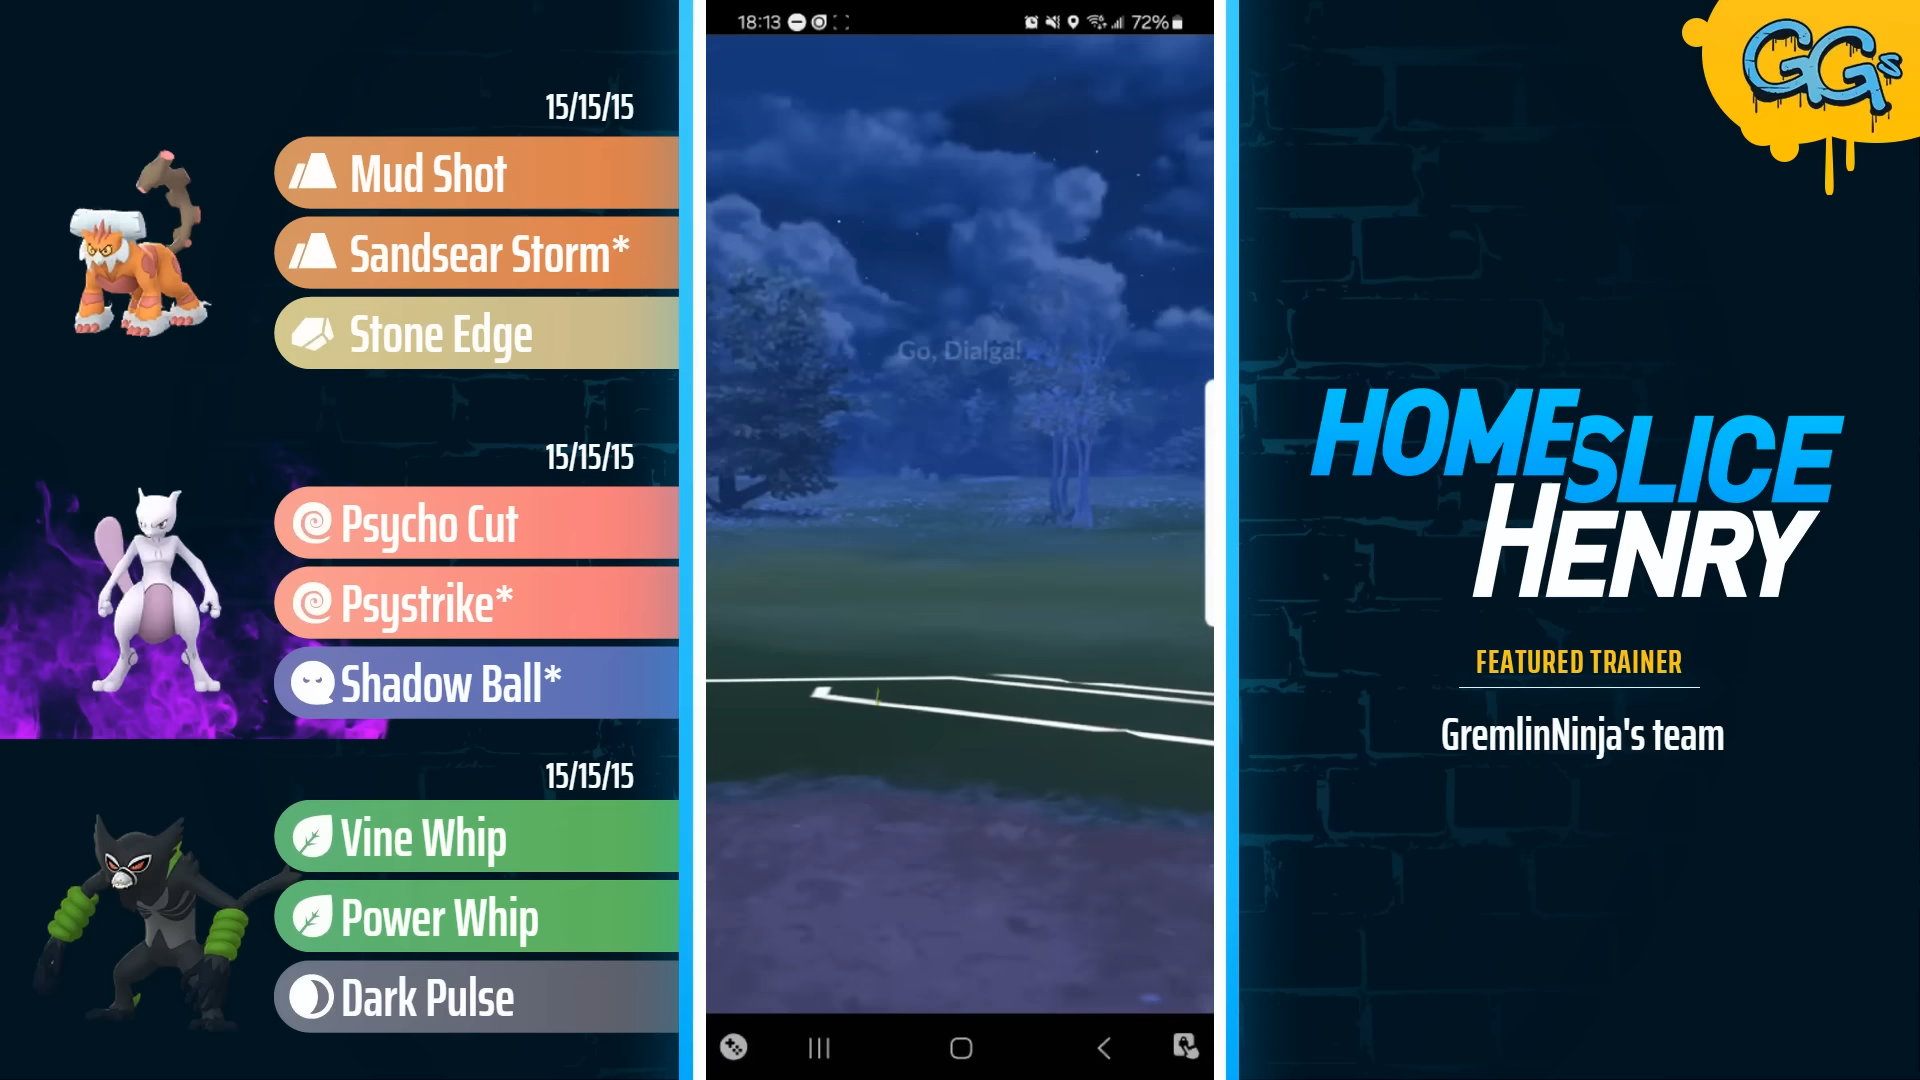 15/15/15
Mud Shot
Sandsear Storm*
Stone Edge
15/15/15
Psycho Cut
Psystrike*
Shadow Ball*
15/15/15
Vine Whip
Power Whip
Dark Pulse
18:13
72%
Go, Dialga!
GGs
HOMESLICE
HENRY
FEATURED TRAINER
GremlinNinja's team